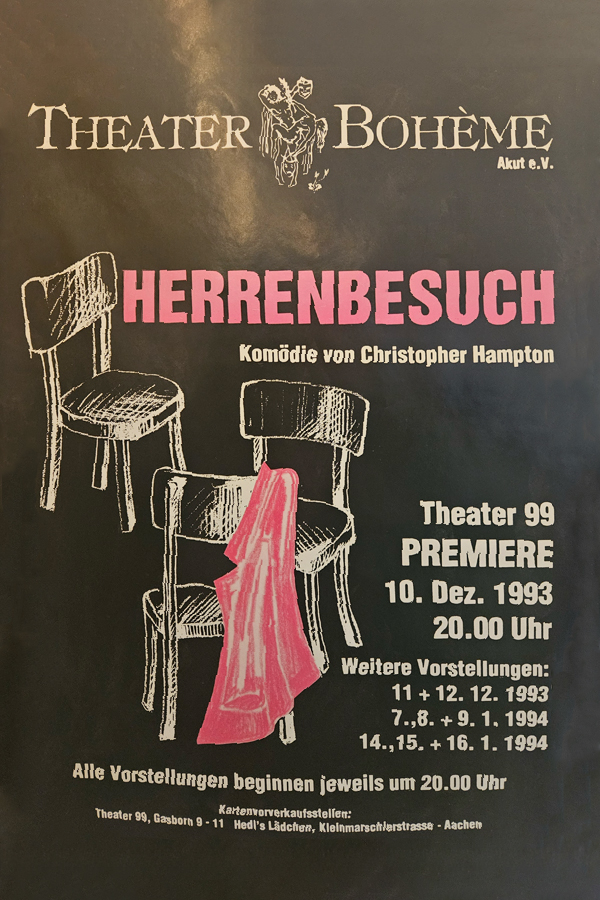 THEATER BOHÈME
Akut e.V.
HERRENBESUCH
Komödie von Christopher Hampton
Theater 99
PREMIERE
10. Dez. 1993
20.00 Uhr
Weitere Vorstellungen:
11 + 12. 12. 1993
7.,8. + 9. 1. 1994
14.,15. + 16. 1. 1994
Alle Vorstellungen beginnen jeweils um 20.00 Uhr
Kartenvorverkaufsstellen:
Theater 99, Gasborn 9 - 11 Hedi's Lädchen, Kleinmarschierstrasse - Aachen